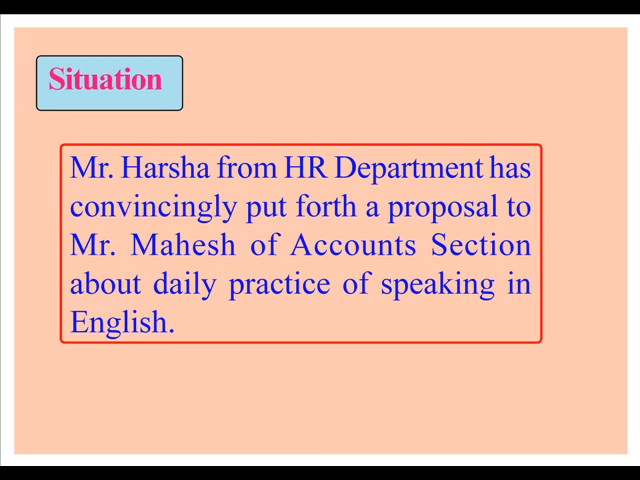 Situation
Mr. Harsha from HR Department has
convincingly put forth a proposal to
Mr. Mahesh of Accounts Section
about daily practice of speaking in
English.